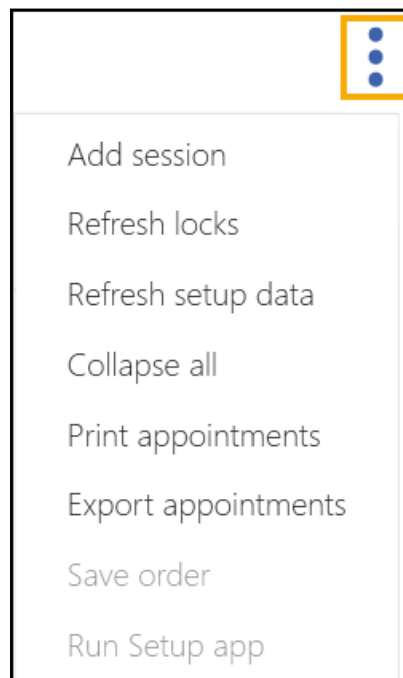 Add session
Refresh locks
Refresh setup data
Collapse all
Print appointments
Export appointments
Save order
Run Setup app